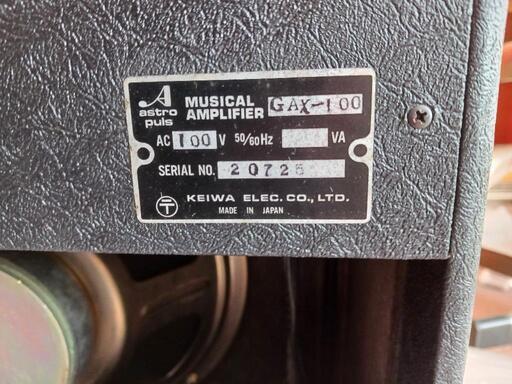 A
astro
puls
MUSICAL
AMPLIFIER GAX-100
AC 100 V 50/60Hz VA
SERIAL NO. 20725
KEIWA ELEC. CO., LTD.
MADE IN JAPAN